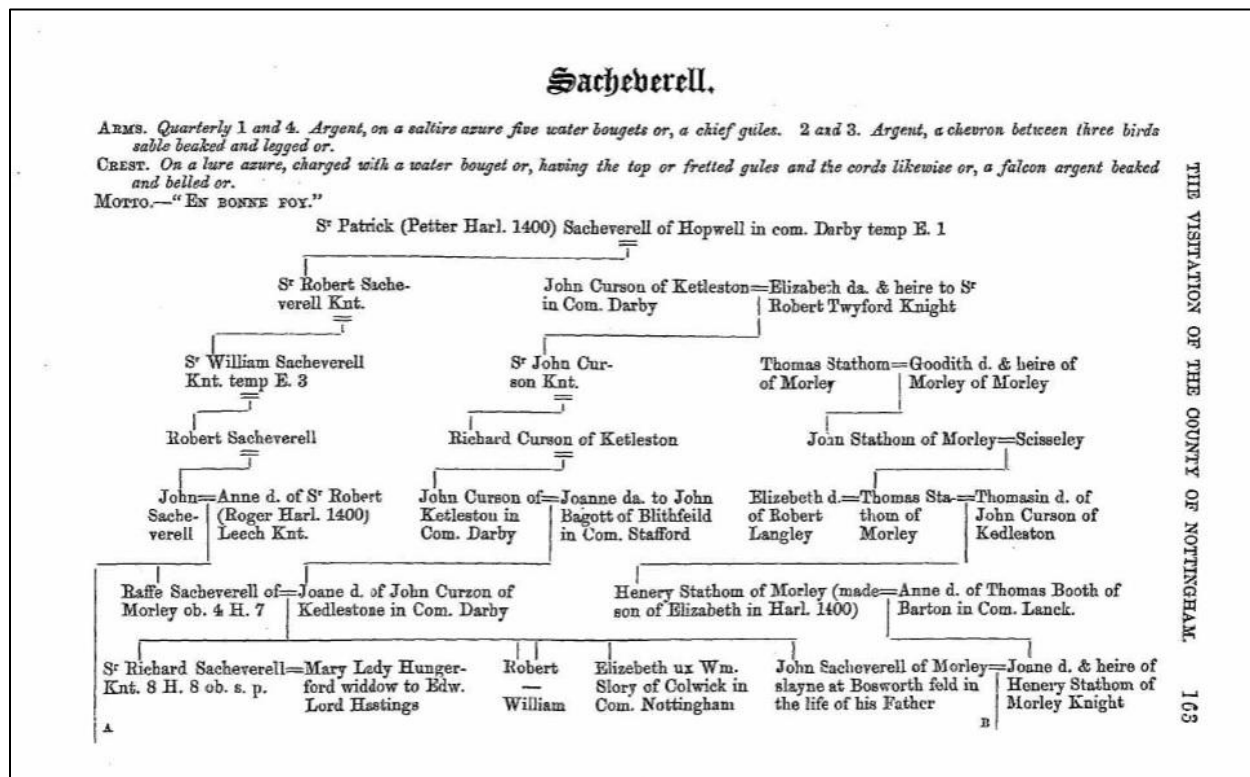 Sacheverell.
ARMS. Quarterly 1 and 4. Argent, on a saltire azure five water bougets or, a chief gules. 2 and 3. Argent, a chevron between three birds
sable beaked and legged or.
CREST. On a lure azure, charged with a water bouget or, having the top or fretted gules and the cords likewise or, a falcon argent beaked
and belled or.
MOTTO.—“EN BONNE FOY.”
Sʳ Patrick (Petter Harl. 1400) Sacheverell of Hopwell in com. Darby temp E. 1
Sʳ Robert Sache-
verell Knt.
John Curson of Ketleston=Elizabeth da. & heire to Sʳ
in Com. Darby
Robert Twyford Knight
Sʳ William Sacheverell
Knt. temp E. 3
Sʳ John Cur-
son Knt.
Thomas Stathom=Goodith d. & heire of
of Morley
Morley of Morley
Robert Sacheverell
Richard Curson of Ketleston
John Stathom of Morley=Scisseley
John=Anne d. of Sʳ Robert
Sache-
verell
(Roger Harl. 1400)
Leech Knt.
John Curson of=Joanne da. to John
Ketleston in
Com. Darby
Bagott of Blithfeild
in Com. Stafford
Elizebeth d.=Thomas Sta-=Thomasin d. of
of Robert
Langley
thom of
Morley
John Curson of
Kedleston
Raffe Sacheverell of=Joane d. of John Curzon of
Morley ob. 4 H. 7
Kedlestone in Com. Darby
Henery Stathom of Morley (made=Anne d. of Thomas Booth of
son of Elizabeth in Harl. 1400)
Barton in Com. Lanck.
Sʳ Richard Sacheverell=Mary Lady Hunger-
Knt. 8 H. 8 ob. s. p.
ford widdow to Edw.
Lord Hastings
Robert
—
William
Elizebeth ux Wm.
Slory of Colwick in
Com. Nottingham
John Sacheverell of Morley=Joane d. & heire of
slayne at Bosworth feld in
the life of his Father
Henery Stathom of
Morley Knight
A
B
THE VISITATION OF THE COUNTY OF NOTTINGHAM.
163